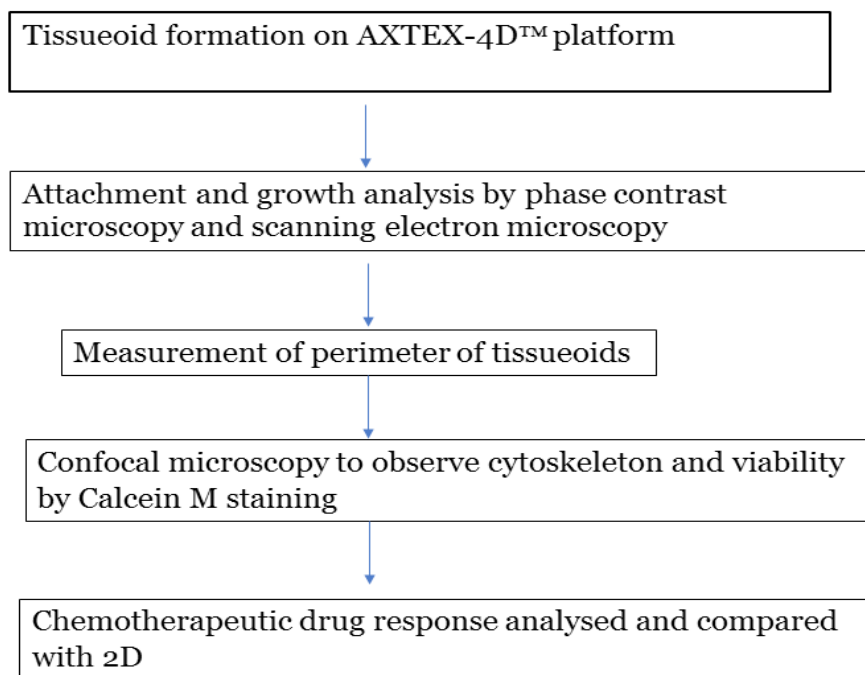 Tissueoid formation on AXTEX-4D™ platform
Attachment and growth analysis by phase contrast
microscopy and scanning electron microscopy
Measurement of perimeter of tissueoids
Confocal microscopy to observe cytoskeleton and viability
by Calcein M staining
Chemotherapeutic drug response analysed and compared
with 2D